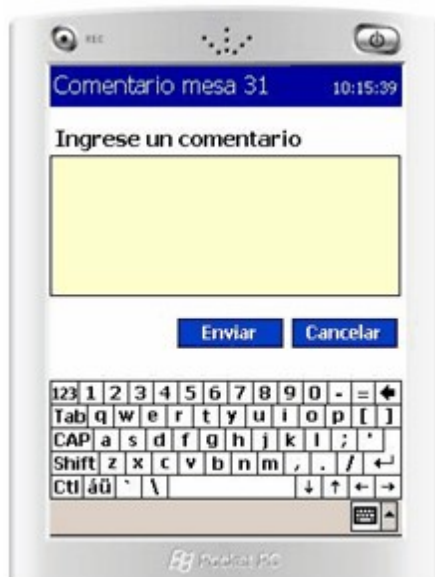 REC
Comentario mesa 31 10:15:39
Ingrese un comentario
Enviar Cancelar
123 1 2 3 4 5 6 7 8 9 0 - = ←
Tab q w e r t y u i o p [ ]
CAP a s d f g h j k l ; '
Shift z x c v b n m , . / ↵
Ctl áü ` \ ↓ ↑ ← →
Pocket PC